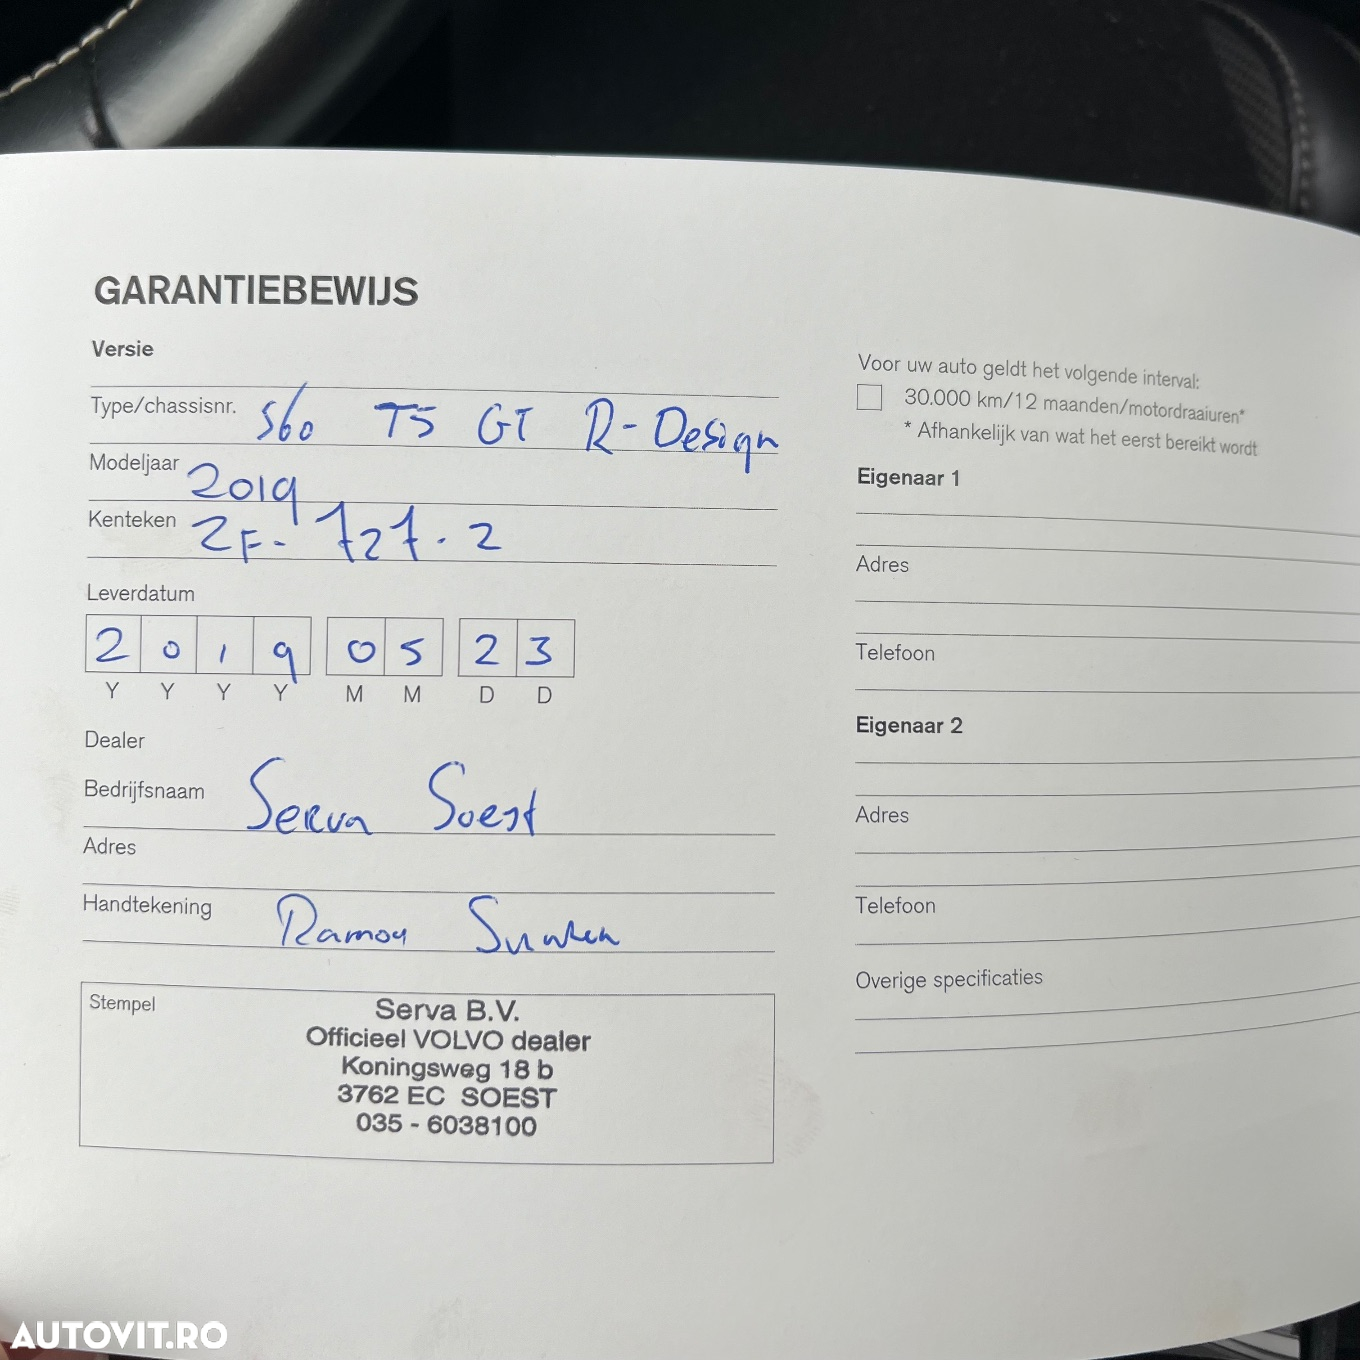 GARANTIEBEWIJS
Versie
Type/chassisnr. S60 T5 GT R-Design
Modeljaar 2019
Kenteken ZF-727-Z
Leverdatum
2019 05 23
Y Y Y Y M M D D
Dealer
Bedrijfsnaam Serva Soest
Adres
Handtekening Ramon
Stempel
Serva B.V.
Officieel VOLVO dealer
Koningsweg 18 b
3762 EC SOEST
035 - 6038100
Voor uw auto geldt het volgende interval:
30.000 km/12 maanden/motordraaiuren*
* Afhankelijk van wat het eerst bereikt wordt
Eigenaar 1
Adres
Telefoon
Eigenaar 2
Adres
Telefoon
Overige specificaties
AUTOVIT.RO